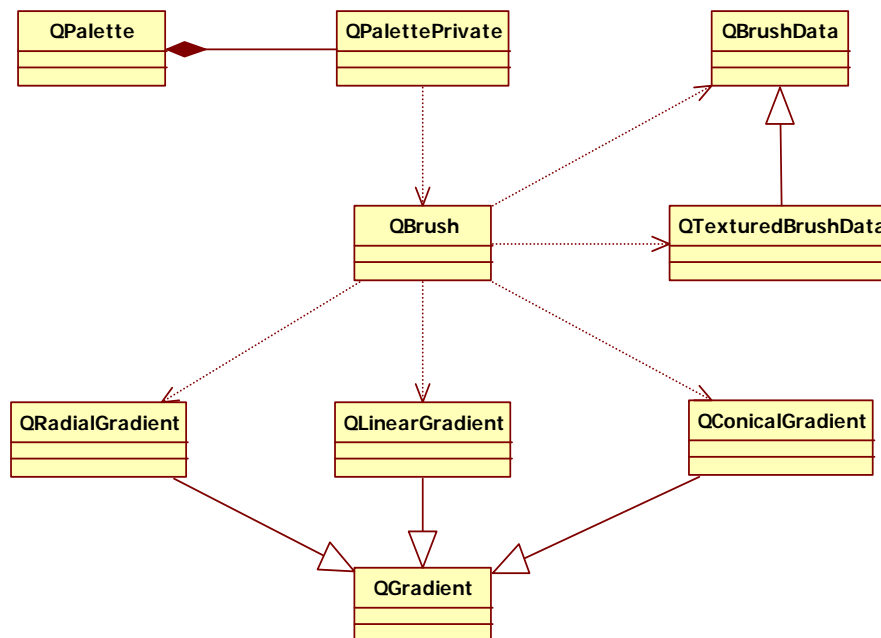 QPalette
QPalettePrivate
QBrushData
QBrush
QTexturedBrushData
QRadialGradient
QLinearGradient
QConicalGradient
QGradient